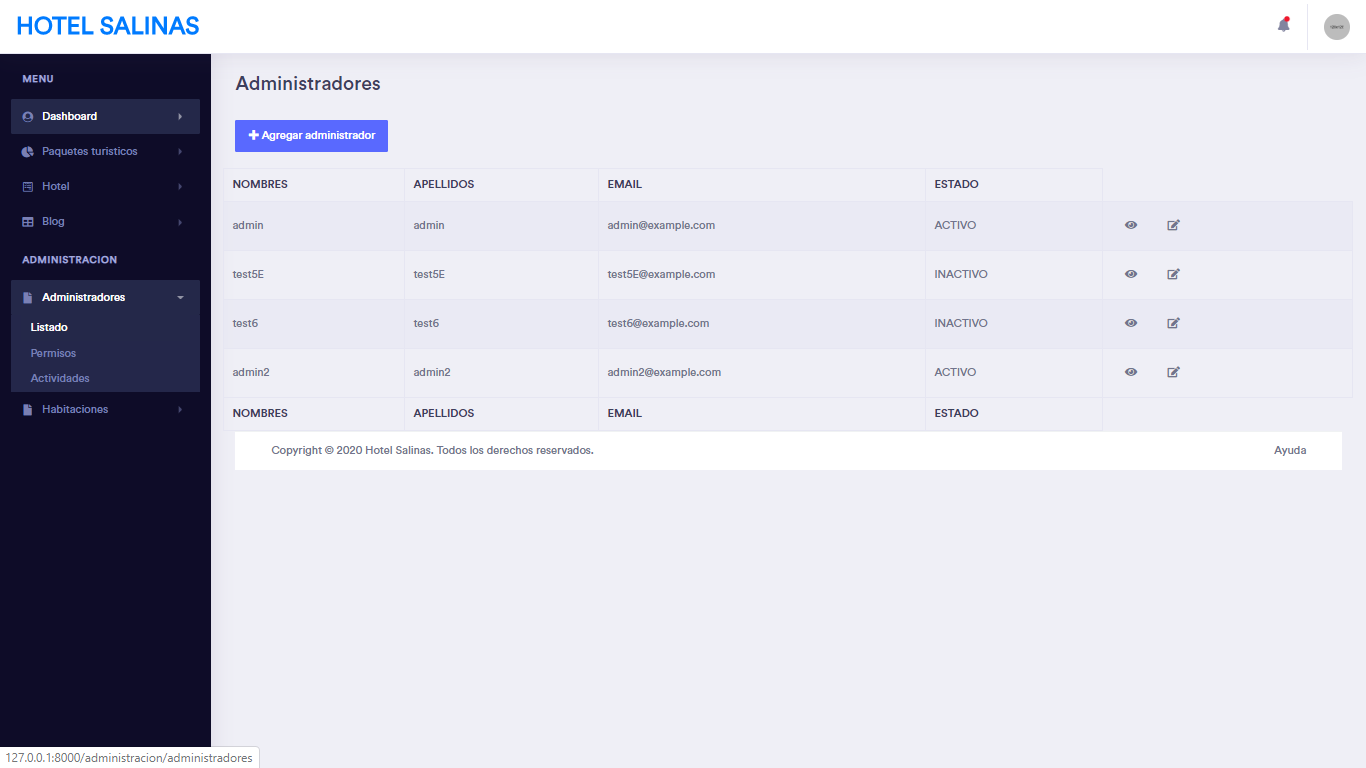 HOTEL SALINAS
MENU
Dashboard
Paquetes turisticos
Hotel
Blog
ADMINISTRACION
Administradores
Listado
Permisos
Actividades
Habitaciones
Administradores
Agregar administrador
NOMBRES APELLIDOS EMAIL ESTADO
admin admin admin@example.com ACTIVO
test5E test5E test5E@example.com INACTIVO
test6 test6 test6@example.com INACTIVO
admin2 admin2 admin2@example.com ACTIVO
NOMBRES APELLIDOS EMAIL ESTADO
Copyright © 2020 Hotel Salinas. Todos los derechos reservados. Ayuda
127.0.0.1:8000/administracion/administradores